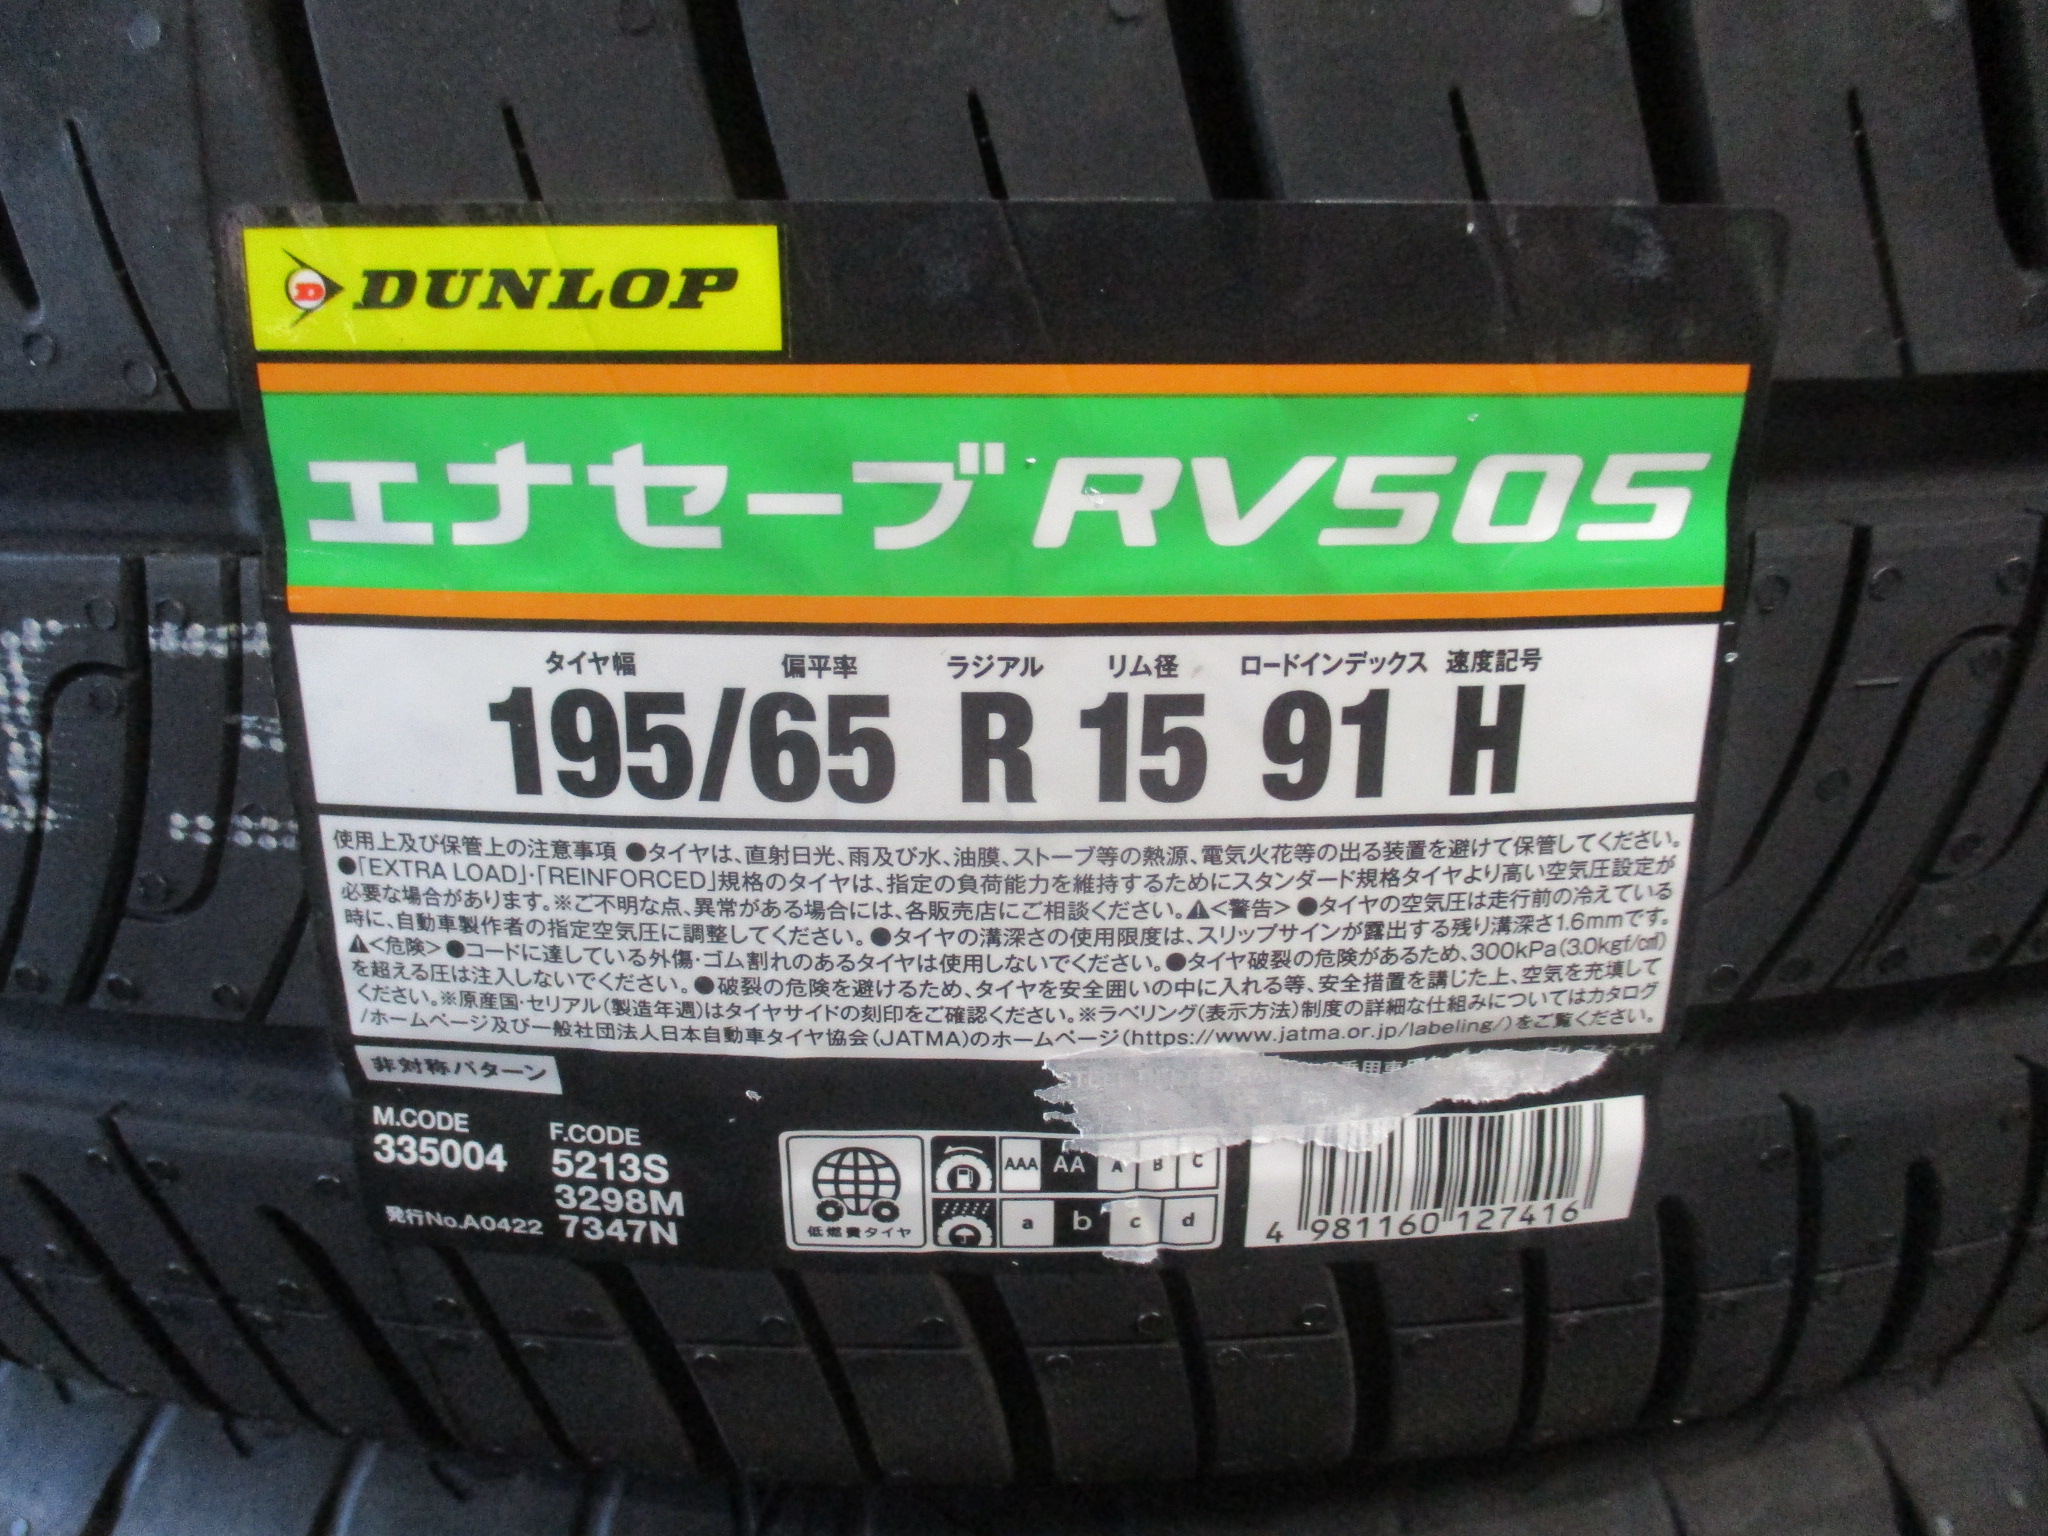 DUNLOP
エナセーブ RV505
タイヤ幅 偏平率 ラジアル リム径 ロードインデックス 速度記号
195/65 R 15 91 H
使用上及び保管上の注意事項 ●タイヤは、直射日光、雨及び水、油膜、ストーブ等の熱源、電気火花等の出る装置を避けて保管してください。
●「EXTRA LOAD」・「REINFORCED」規格のタイヤは、指定の負荷能力を維持するためにスタンダード規格タイヤより高い空気圧設定が
必要な場合があります。※ご不明な点、異常がある場合には、各販売店にご相談ください。⚠<警告> ●タイヤの空気圧は走行前の冷えている
時に、自動車製作者の指定空気圧に調整してください。●タイヤの溝深さの使用限度は、スリップサインが露出する残り溝深さ1.6mmです。
⚠<危険> ●コードに達している外傷・ゴム割れのあるタイヤは使用しないでください。●タイヤ破裂の危険があるため、300kPa(3.0kgf/c㎡)
を超える圧は注入しないでください。●破裂の危険を避けるため、タイヤを安全囲いの中に入れる等、安全措置を講じた上、空気を充填して
ください。※原産国・セリアル(製造年週)はタイヤサイドの刻印をご確認ください。※ラベリング(表示方法)制度の詳細な仕組みについてはカタログ
/ホームページ及び一般社団法人日本自動車タイヤ協会(JATMA)のホームページ(https://www.jatma.or.jp/labeling/)をご覧ください。
非対称パターン
M.CODE F.CODE
335004 5213S
3298M
発行No.A0422 7347N
低燃費タイヤ
AAA AA A B C
a b c d
4 981160 127416